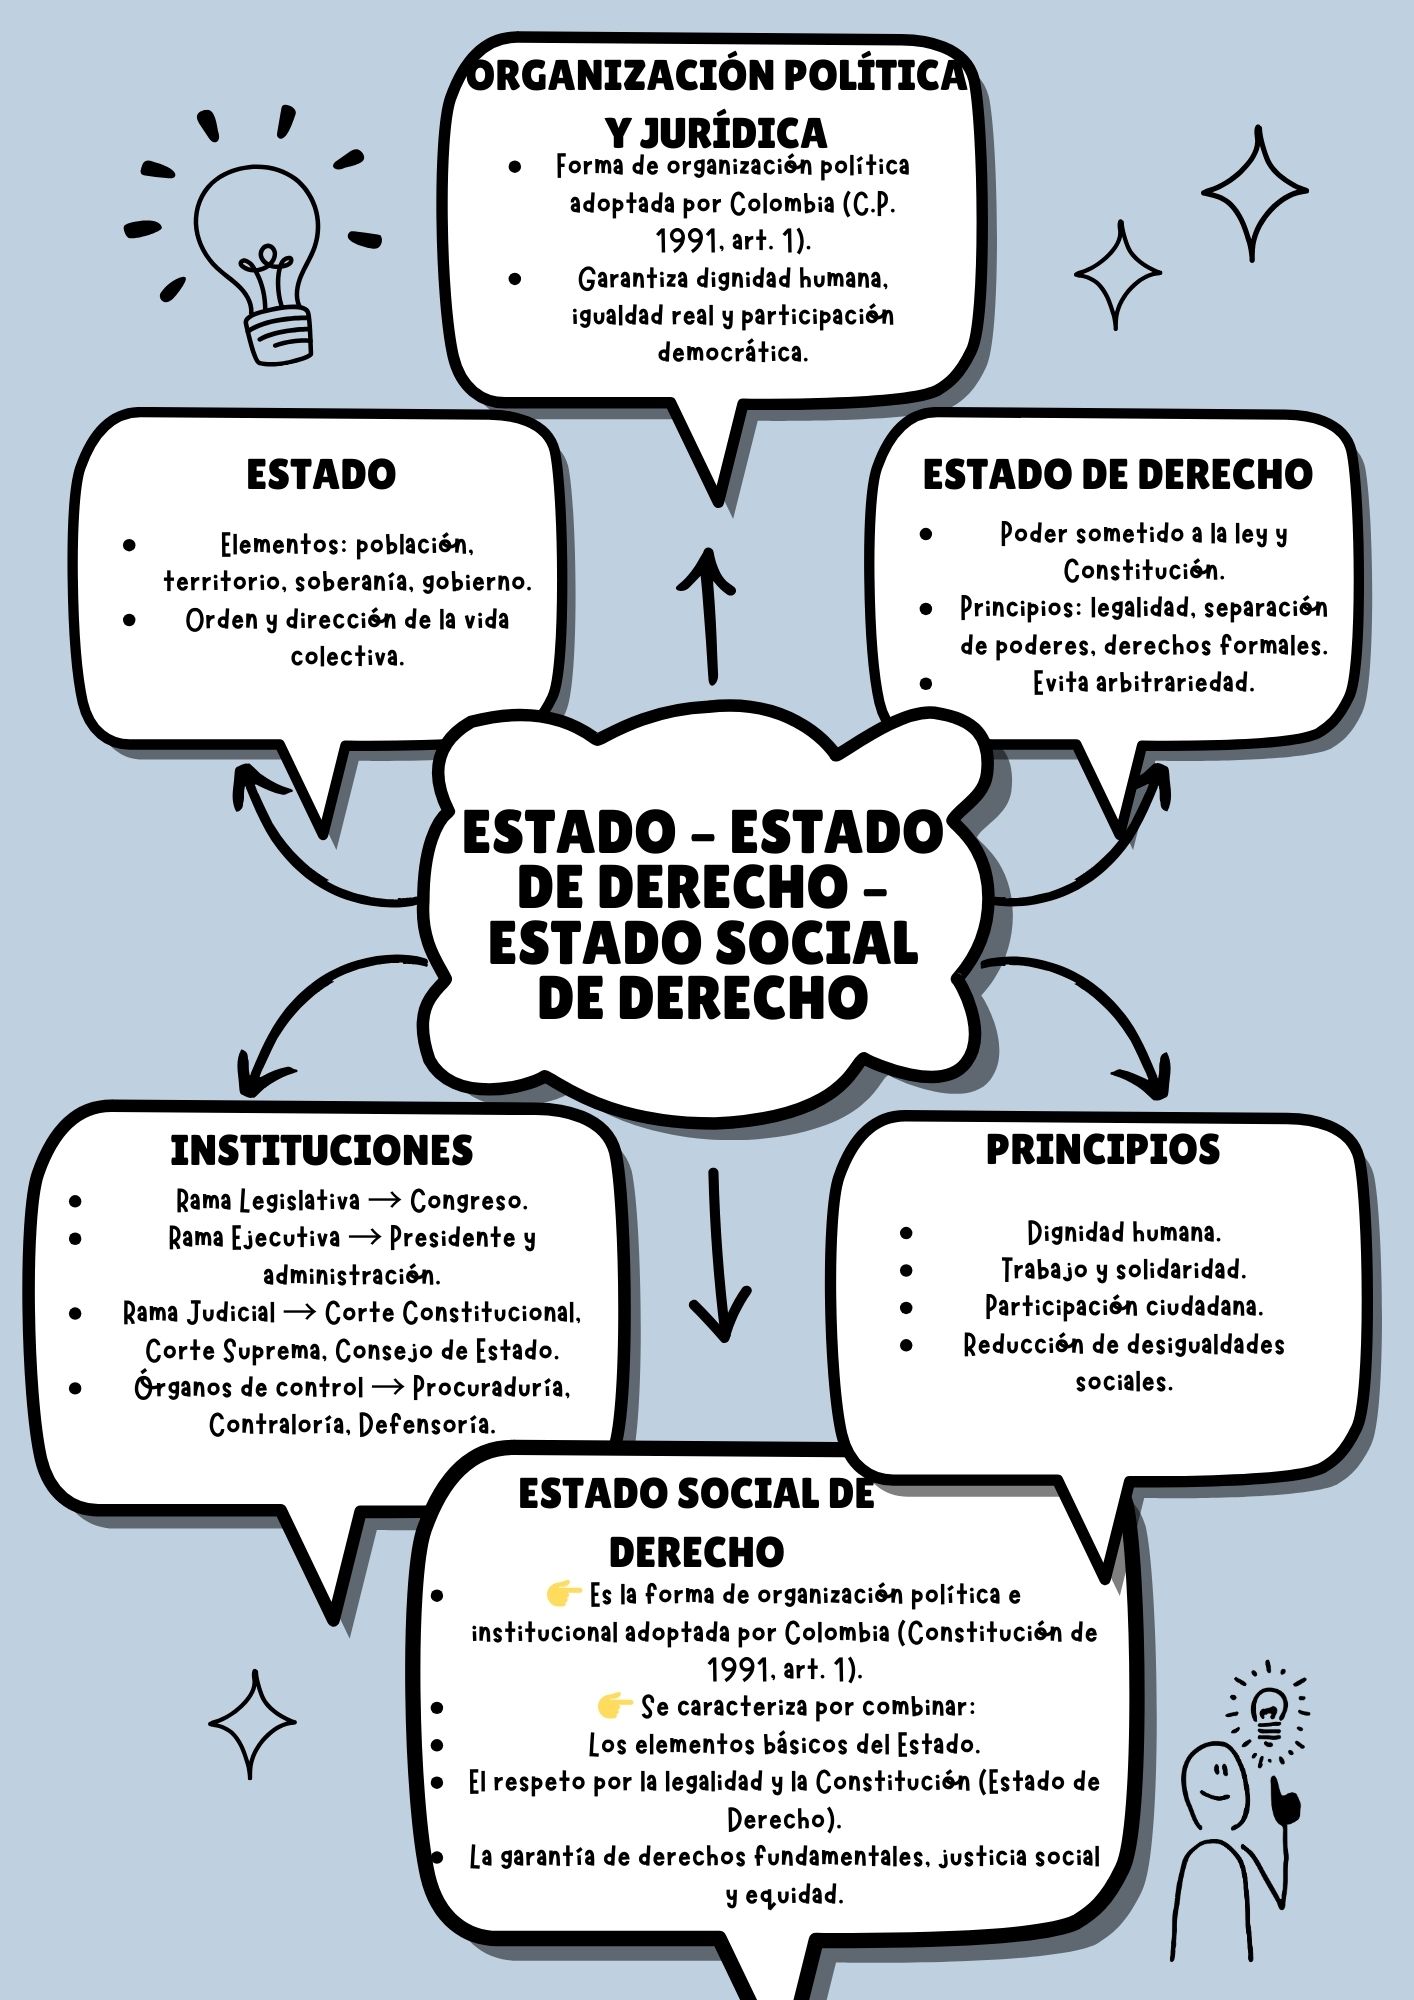 ORGANIZACIÓN POLÍTICA
Y JURÍDICA
• Forma de organización política
adoptada por Colombia (C.P.
1991, art. 1).
• Garantiza dignidad humana,
igualdad real y participación
democrática.
ESTADO
• Elementos: población,
territorio, soberanía, gobierno.
• Orden y dirección de la vida
colectiva.
ESTADO DE DERECHO
• Poder sometido a la ley y
Constitución.
• Principios: legalidad, separación
de poderes, derechos formales.
• Evita arbitrariedad.
ESTADO – ESTADO
DE DERECHO –
ESTADO SOCIAL
DE DERECHO
INSTITUCIONES
• Rama Legislativa → Congreso.
• Rama Ejecutiva → Presidente y
administración.
• Rama Judicial → Corte Constitucional,
Corte Suprema, Consejo de Estado.
• Órganos de control → Procuraduría,
Contraloría, Defensoría.
PRINCIPIOS
• Dignidad humana.
• Trabajo y solidaridad.
• Participación ciudadana.
• Reducción de desigualdades
sociales.
ESTADO SOCIAL DE
DERECHO
• 👉 Es la forma de organización política e
institucional adoptada por Colombia (Constitución de
1991, art. 1).
• 👉 Se caracteriza por combinar:
• Los elementos básicos del Estado.
• El respeto por la legalidad y la Constitución (Estado de
Derecho).
• La garantía de derechos fundamentales, justicia social
y equidad.